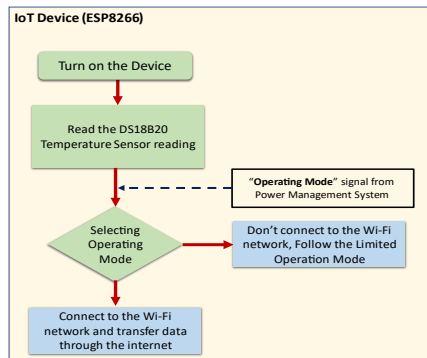 IoT Device (ESP8266)
Turn on the Device
Read the DS18B20
Temperature Sensor reading
“Operating Mode” signal from
Power Management System
Selecting
Operating
Mode
Don’t connect to the Wi-Fi
network, Follow the Limited
Operation Mode
Connect to the Wi-Fi
network and transfer data
through the internet